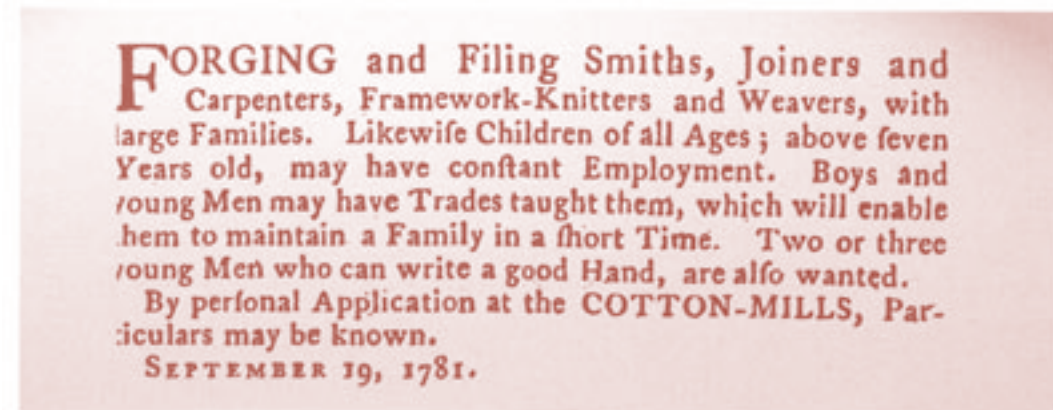 FORGING and Filing Smiths, Joiners and
Carpenters, Framework-Knitters and Weavers, with
large Families. Likewiſe Children of all Ages; above ſeven
Years old, may have conſtant Employment. Boys and
young Men may have Trades taught them, which will enable
hem to maintain a Family in a ſhort Time. Two or three
young Men who can write a good Hand, are alſo wanted.
By perſonal Application at the COTTON-MILLS, Par-
ticulars may be known.
SEPTEMBER 19, 1781.